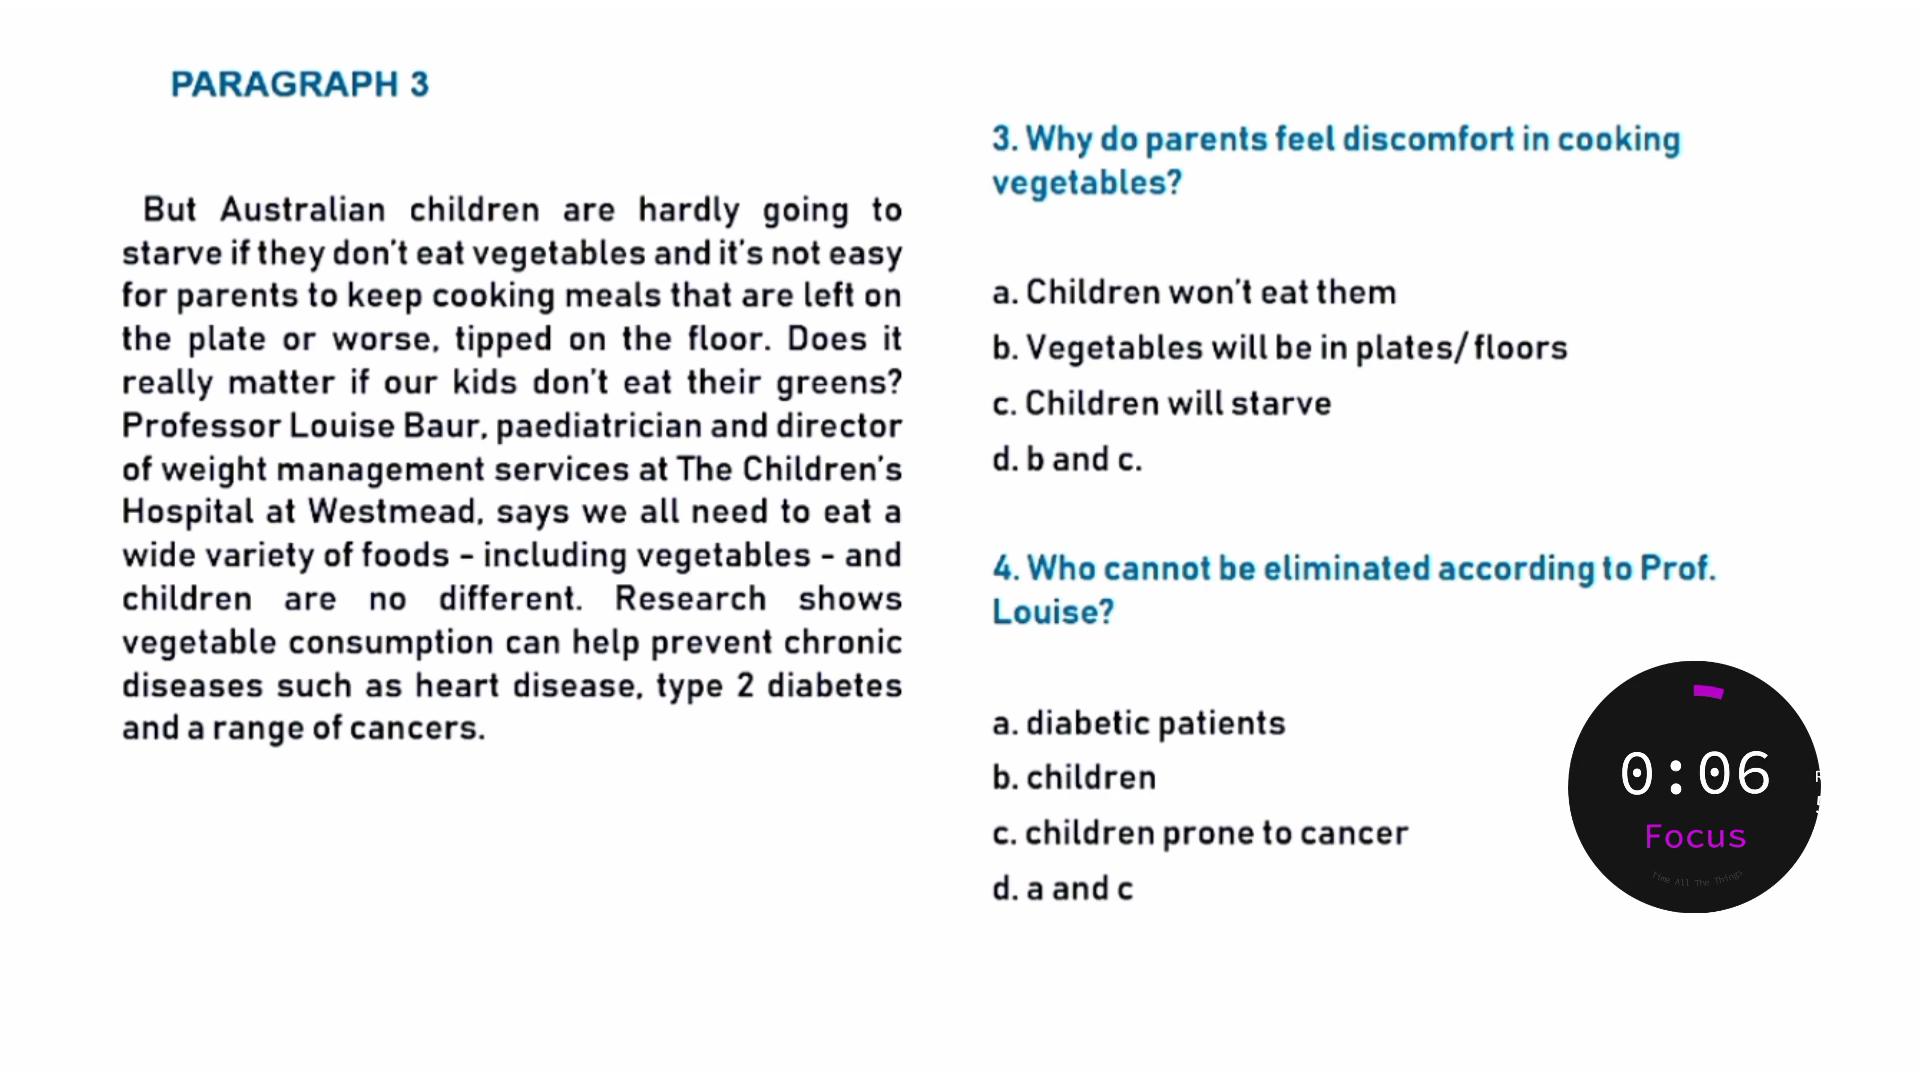 PARAGRAPH 3
But Australian children are hardly going to
starve if they don't eat vegetables and it's not easy
for parents to keep cooking meals that are left on
the plate or worse, tipped on the floor. Does it
really matter if our kids don't eat their greens?
Professor Louise Baur, paediatrician and director
of weight management services at The Children's
Hospital at Westmead, says we all need to eat a
wide variety of foods – including vegetables – and
children are no different. Research shows
vegetable consumption can help prevent chronic
diseases such as heart disease, type 2 diabetes
and a range of cancers.
3. Why do parents feel discomfort in cooking
vegetables?
a. Children won't eat them
b. Vegetables will be in plates/floors
c. Children will starve
d. b and c.
4. Who cannot be eliminated according to Prof.
Louise?
a. diabetic patients
b. children
c. children prone to cancer
d. a and c
0:06
Focus
Time All The Things